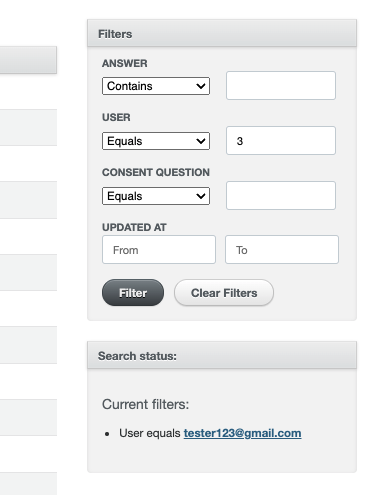 Filters
ANSWER
Contains
USER
Equals 3
CONSENT QUESTION
Equals
UPDATED AT
From To
Filter Clear Filters
Search status:
Current filters:
• User equals tester123@gmail.com